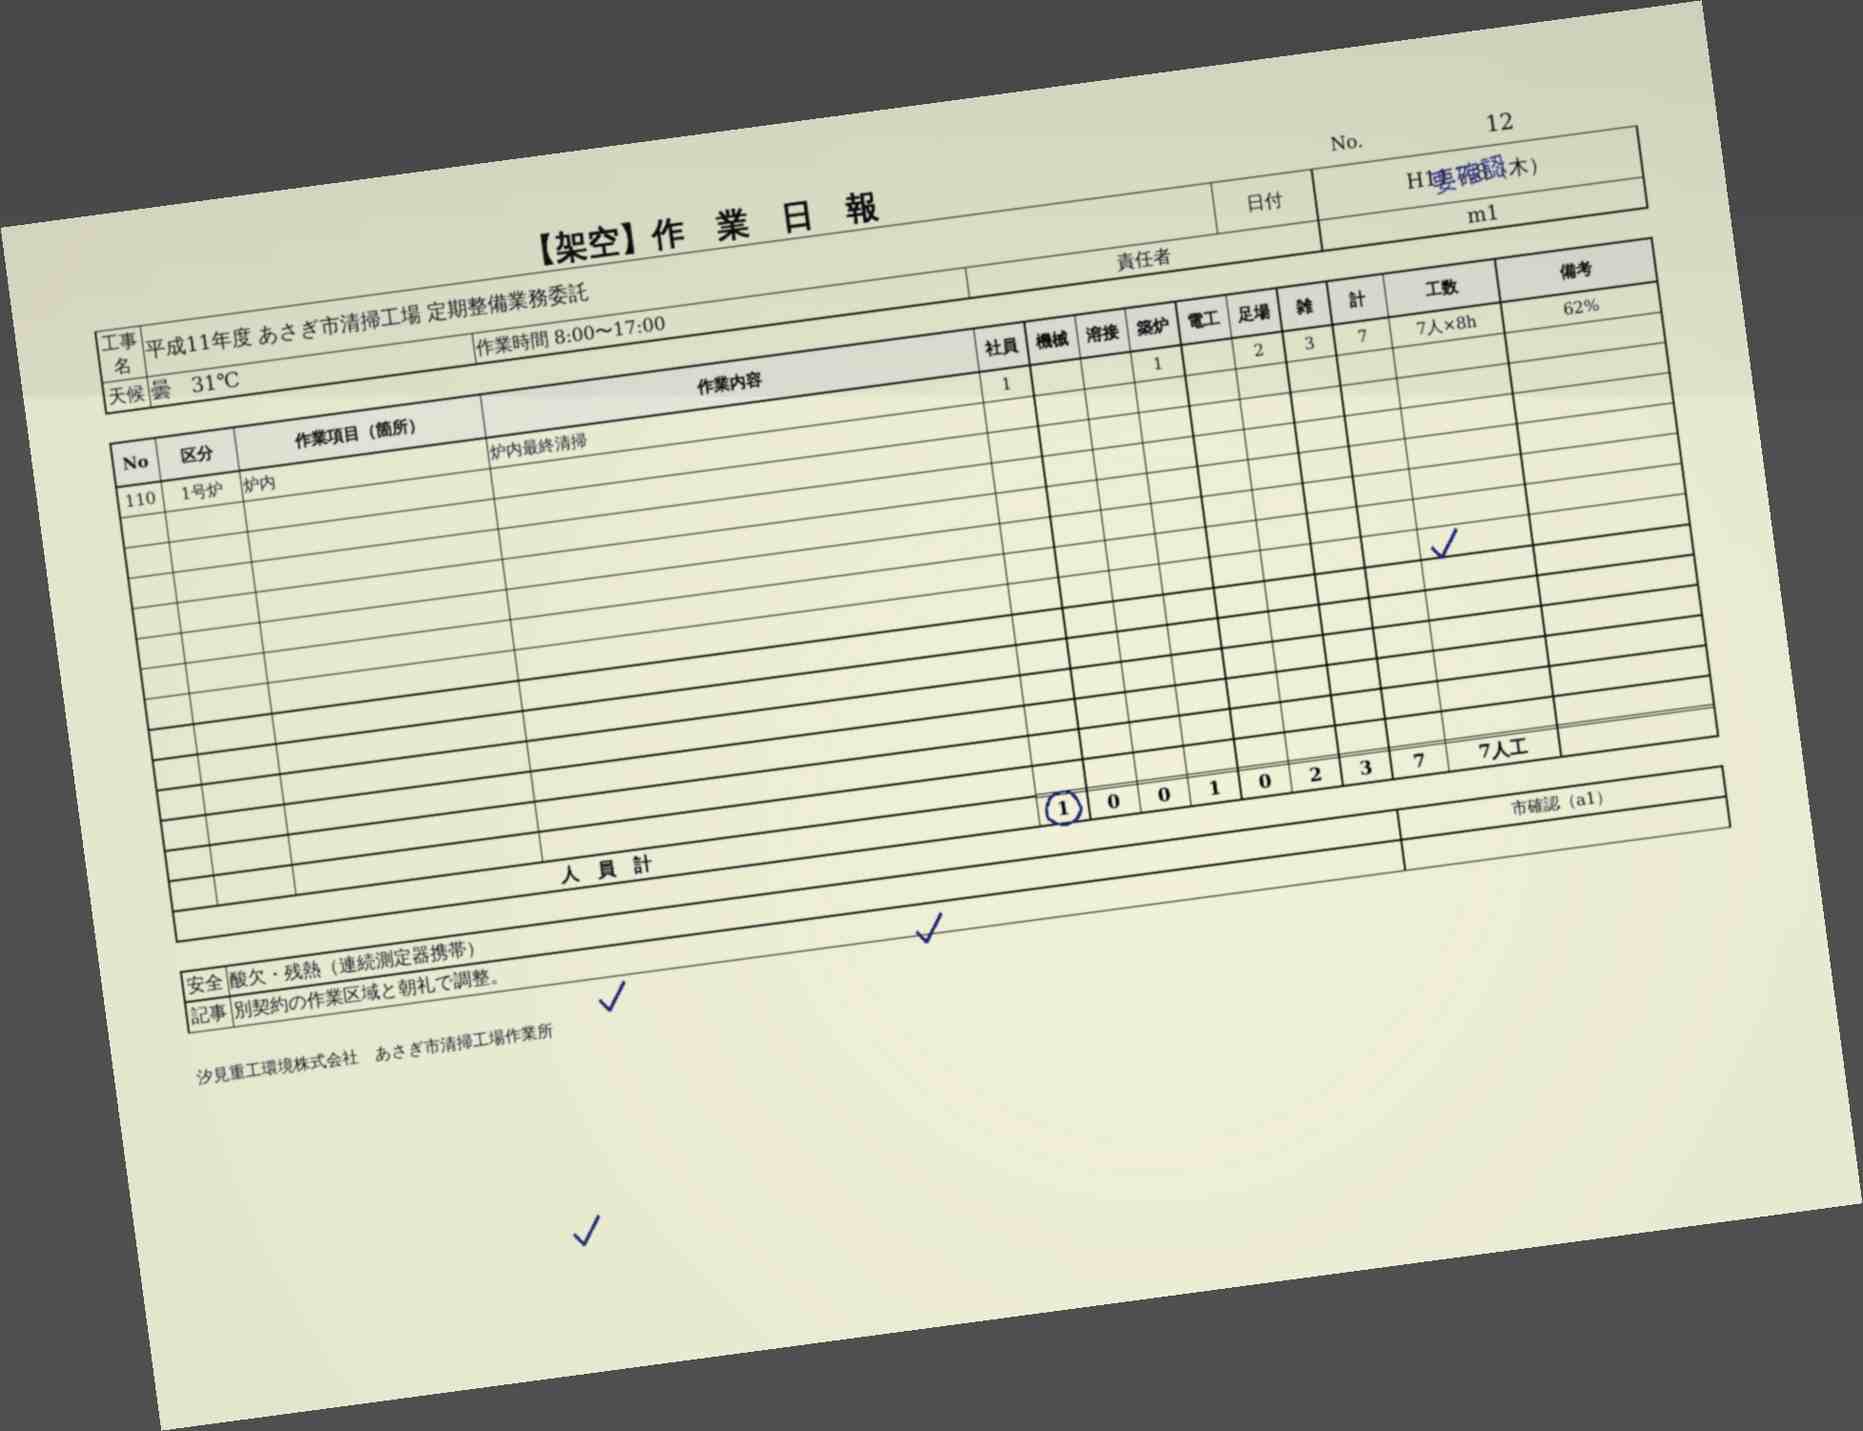 No. 12
【架空】作 業 日 報
工事名 平成11年度 あさぎ市清掃工場 定期整備業務委託 日付 (木)
要確認
天候 曇 31℃ 作業時間 8:00〜17:00 責任者 m1
No 区分 作業項目（箇所） 作業内容 社員 機械 溶接 築炉 電工 足場 雑 計 工数 備考
110 1号炉 炉内 炉内最終清掃 1 1 2 3 7 7人×8h 62%
人 員 計 1 0 0 1 0 2 3 7 7人工
安全 酸欠・残熱（連続測定器携帯） 市確認（a1）
記事 別契約の作業区域と朝礼で調整。
汐見重工環境株式会社 あさぎ市清掃工場作業所